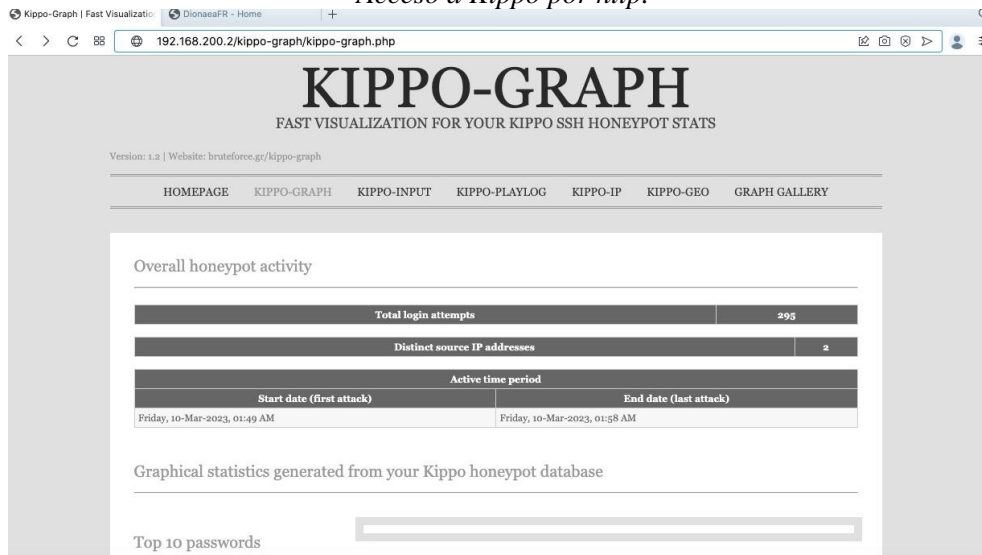 Acceso a Kippo por http.
Kippo-Graph | Fast Visualizatio
DionaeaFR - Home
192.168.200.2/kippo-graph/kippo-graph.php
KIPPO-GRAPH
FAST VISUALIZATION FOR YOUR KIPPO SSH HONEYPOT STATS
Version: 1.2 | Website: bruteforce.gr/kippo-graph
HOMEPAGE KIPPO-GRAPH KIPPO-INPUT KIPPO-PLAYLOG KIPPO-IP KIPPO-GEO GRAPH GALLERY
Overall honeypot activity
Total login attempts 295
Distinct source IP addresses 2
Active time period
Start date (first attack) End date (last attack)
Friday, 10-Mar-2023, 01:49 AM Friday, 10-Mar-2023, 01:58 AM
Graphical statistics generated from your Kippo honeypot database
Top 10 passwords